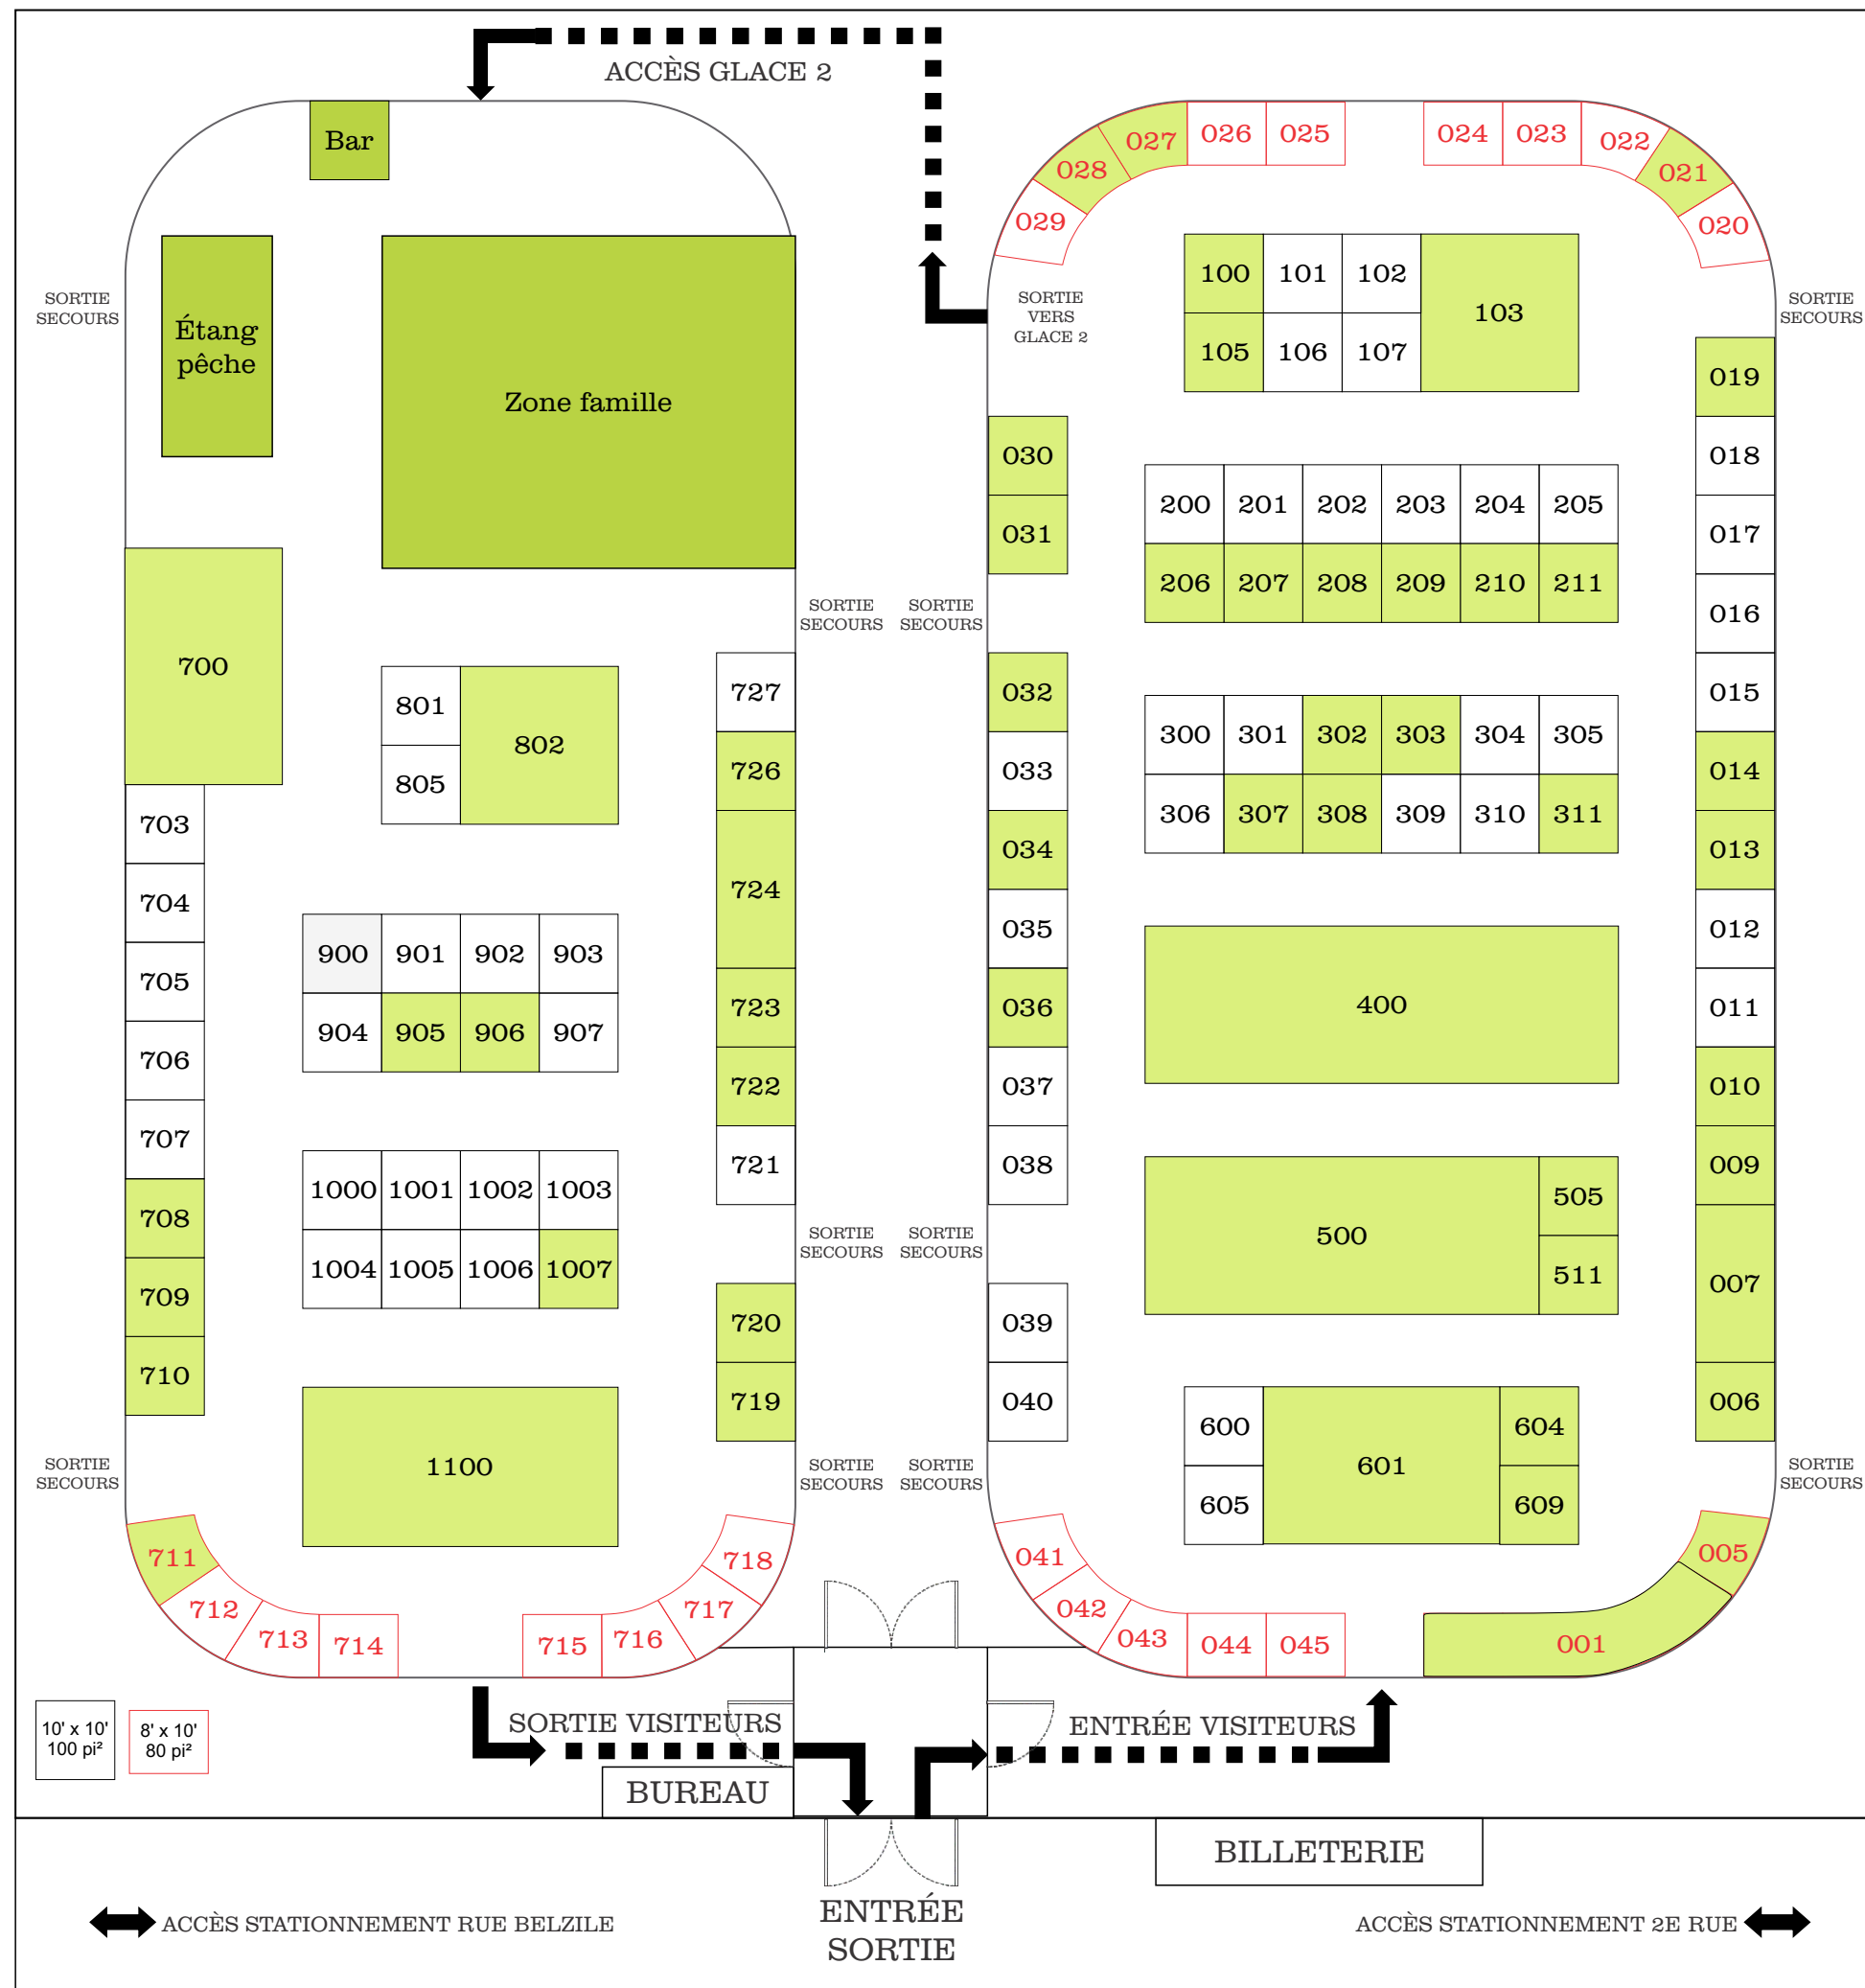 ACCÈS GLACE 2
Bar
Étang
pêche
Zone famille
SORTIE
SECOURS
700
703
704
705
706
707
708
709
710
SORTIE
SECOURS
801
802
805
900 901 902 903
904 905 906 907
1000 1001 1002 1003
1004 1005 1006 1007
1100
SORTIE
SECOURS
727
726
724
723
722
721
SORTIE
SECOURS
720
719
SORTIE
SECOURS
711
712
713
714
715
716
717
718
029
028
027
026
025
024
023
022
021
020
SORTIE
VERS
GLACE 2
030
031
SORTIE
SECOURS
032
033
034
035
036
037
038
SORTIE
SECOURS
039
040
SORTIE
SECOURS
100 101 102
103
105 106 107
200 201 202 203 204 205
206 207 208 209 210 211
300 301 302 303 304 305
306 307 308 309 310 311
400
500
505
511
600
601
604
605
609
SORTIE
SECOURS
019
018
017
016
015
014
013
012
011
010
009
007
006
SORTIE
SECOURS
041
042
043
044
045
001
005
10' x 10'
100 pi²
8' x 10'
80 pi²
SORTIE VISITEURS
ENTRÉE VISITEURS
BUREAU
BILLETERIE
ENTRÉE
SORTIE
ACCÈS STATIONNEMENT RUE BELZILE
ACCÈS STATIONNEMENT 2E RUE